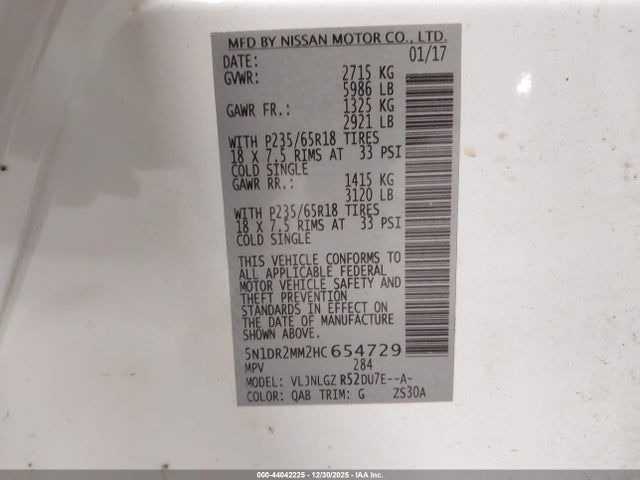 MFD BY NISSAN MOTOR CO., LTD.
DATE: 01/17
GVWR: 2715 KG
5986 LB
GAWR FR.: 1325 KG
2921 LB
WITH P235/65R18 TIRES
18 X 7.5 RIMS AT 33 PSI
COLD SINGLE
GAWR RR.: 1415 KG
3120 LB
WITH P235/65R18 TIRES
18 X 7.5 RIMS AT 33 PSI
COLD SINGLE
THIS VEHICLE CONFORMS TO
ALL APPLICABLE FEDERAL
MOTOR VEHICLE SAFETY AND
THEFT PREVENTION
STANDARDS IN EFFECT ON
THE DATE OF MANUFACTURE
SHOWN ABOVE.
5N1DR2MM2HC 654729
MPV 284
MODEL: VLJNLGZ R52DU7E--A-
COLOR: QAB TRIM: G ZS30A
000-44042225 - 12/30/2025 - IAA Inc.